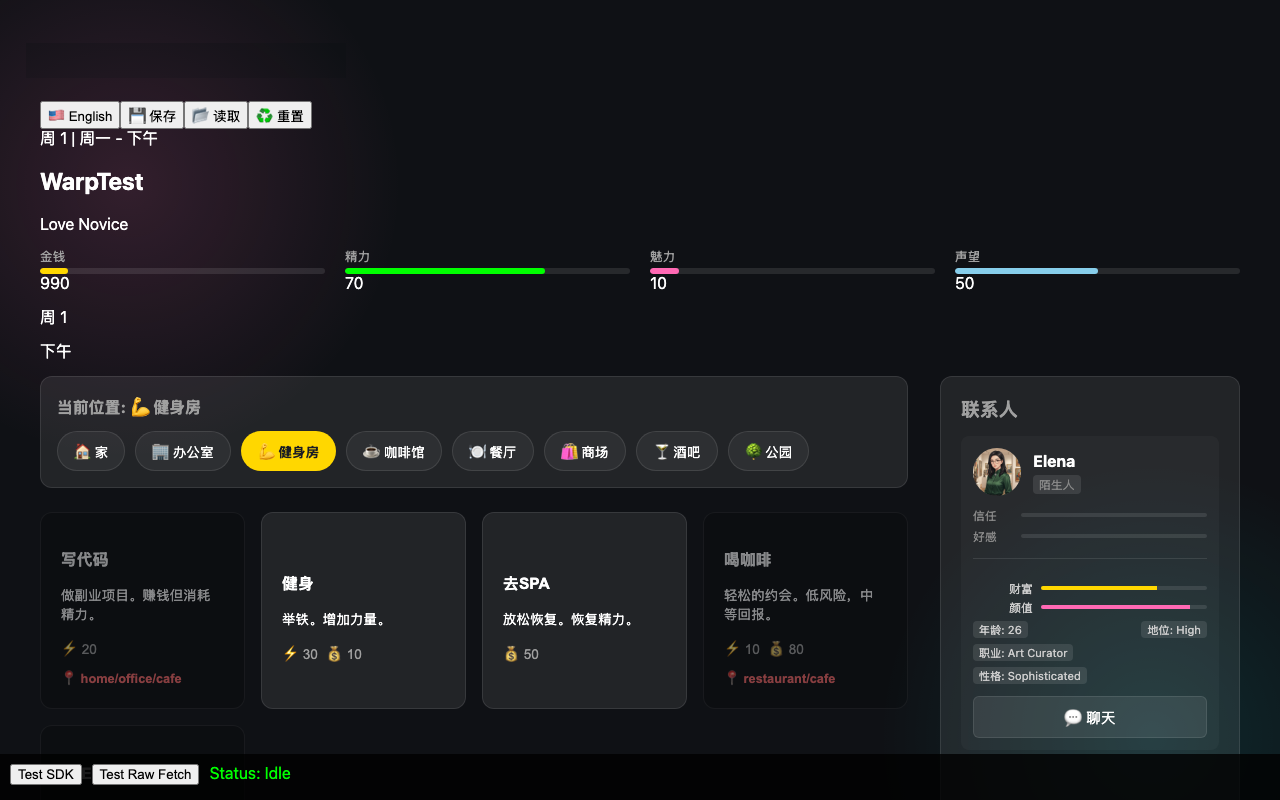 🇺🇸 English 💾 保存 📂 读取 ♻️ 重置
周 1 | 周一 - 下午
WarpTest
Love Novice
金钱 精力 魅力 声望
990 70 10 50
周 1
下午
当前位置: 💪 健身房
🏠 家 🏢 办公室 💪 健身房 ☕ 咖啡馆 🍽️ 餐厅 🛍️ 商场 🍸 酒吧 🌳 公园
写代码
做副业项目。赚钱但消耗
精力。
⚡ 20
📍 home/office/cafe
健身
举铁。增加力量。
⚡ 30 💰 10
去SPA
放松恢复。恢复精力。
💰 50
喝咖啡
轻松的约会。低风险，中
等回报。
⚡ 10 💰 80
📍 restaurant/cafe
联系人
Elena
陌生人
信任
好感
财富
颜值
年龄: 26 地位: High
职业: Art Curator
性格: Sophisticated
💬 聊天
Test SDK Test Raw Fetch Status: Idle